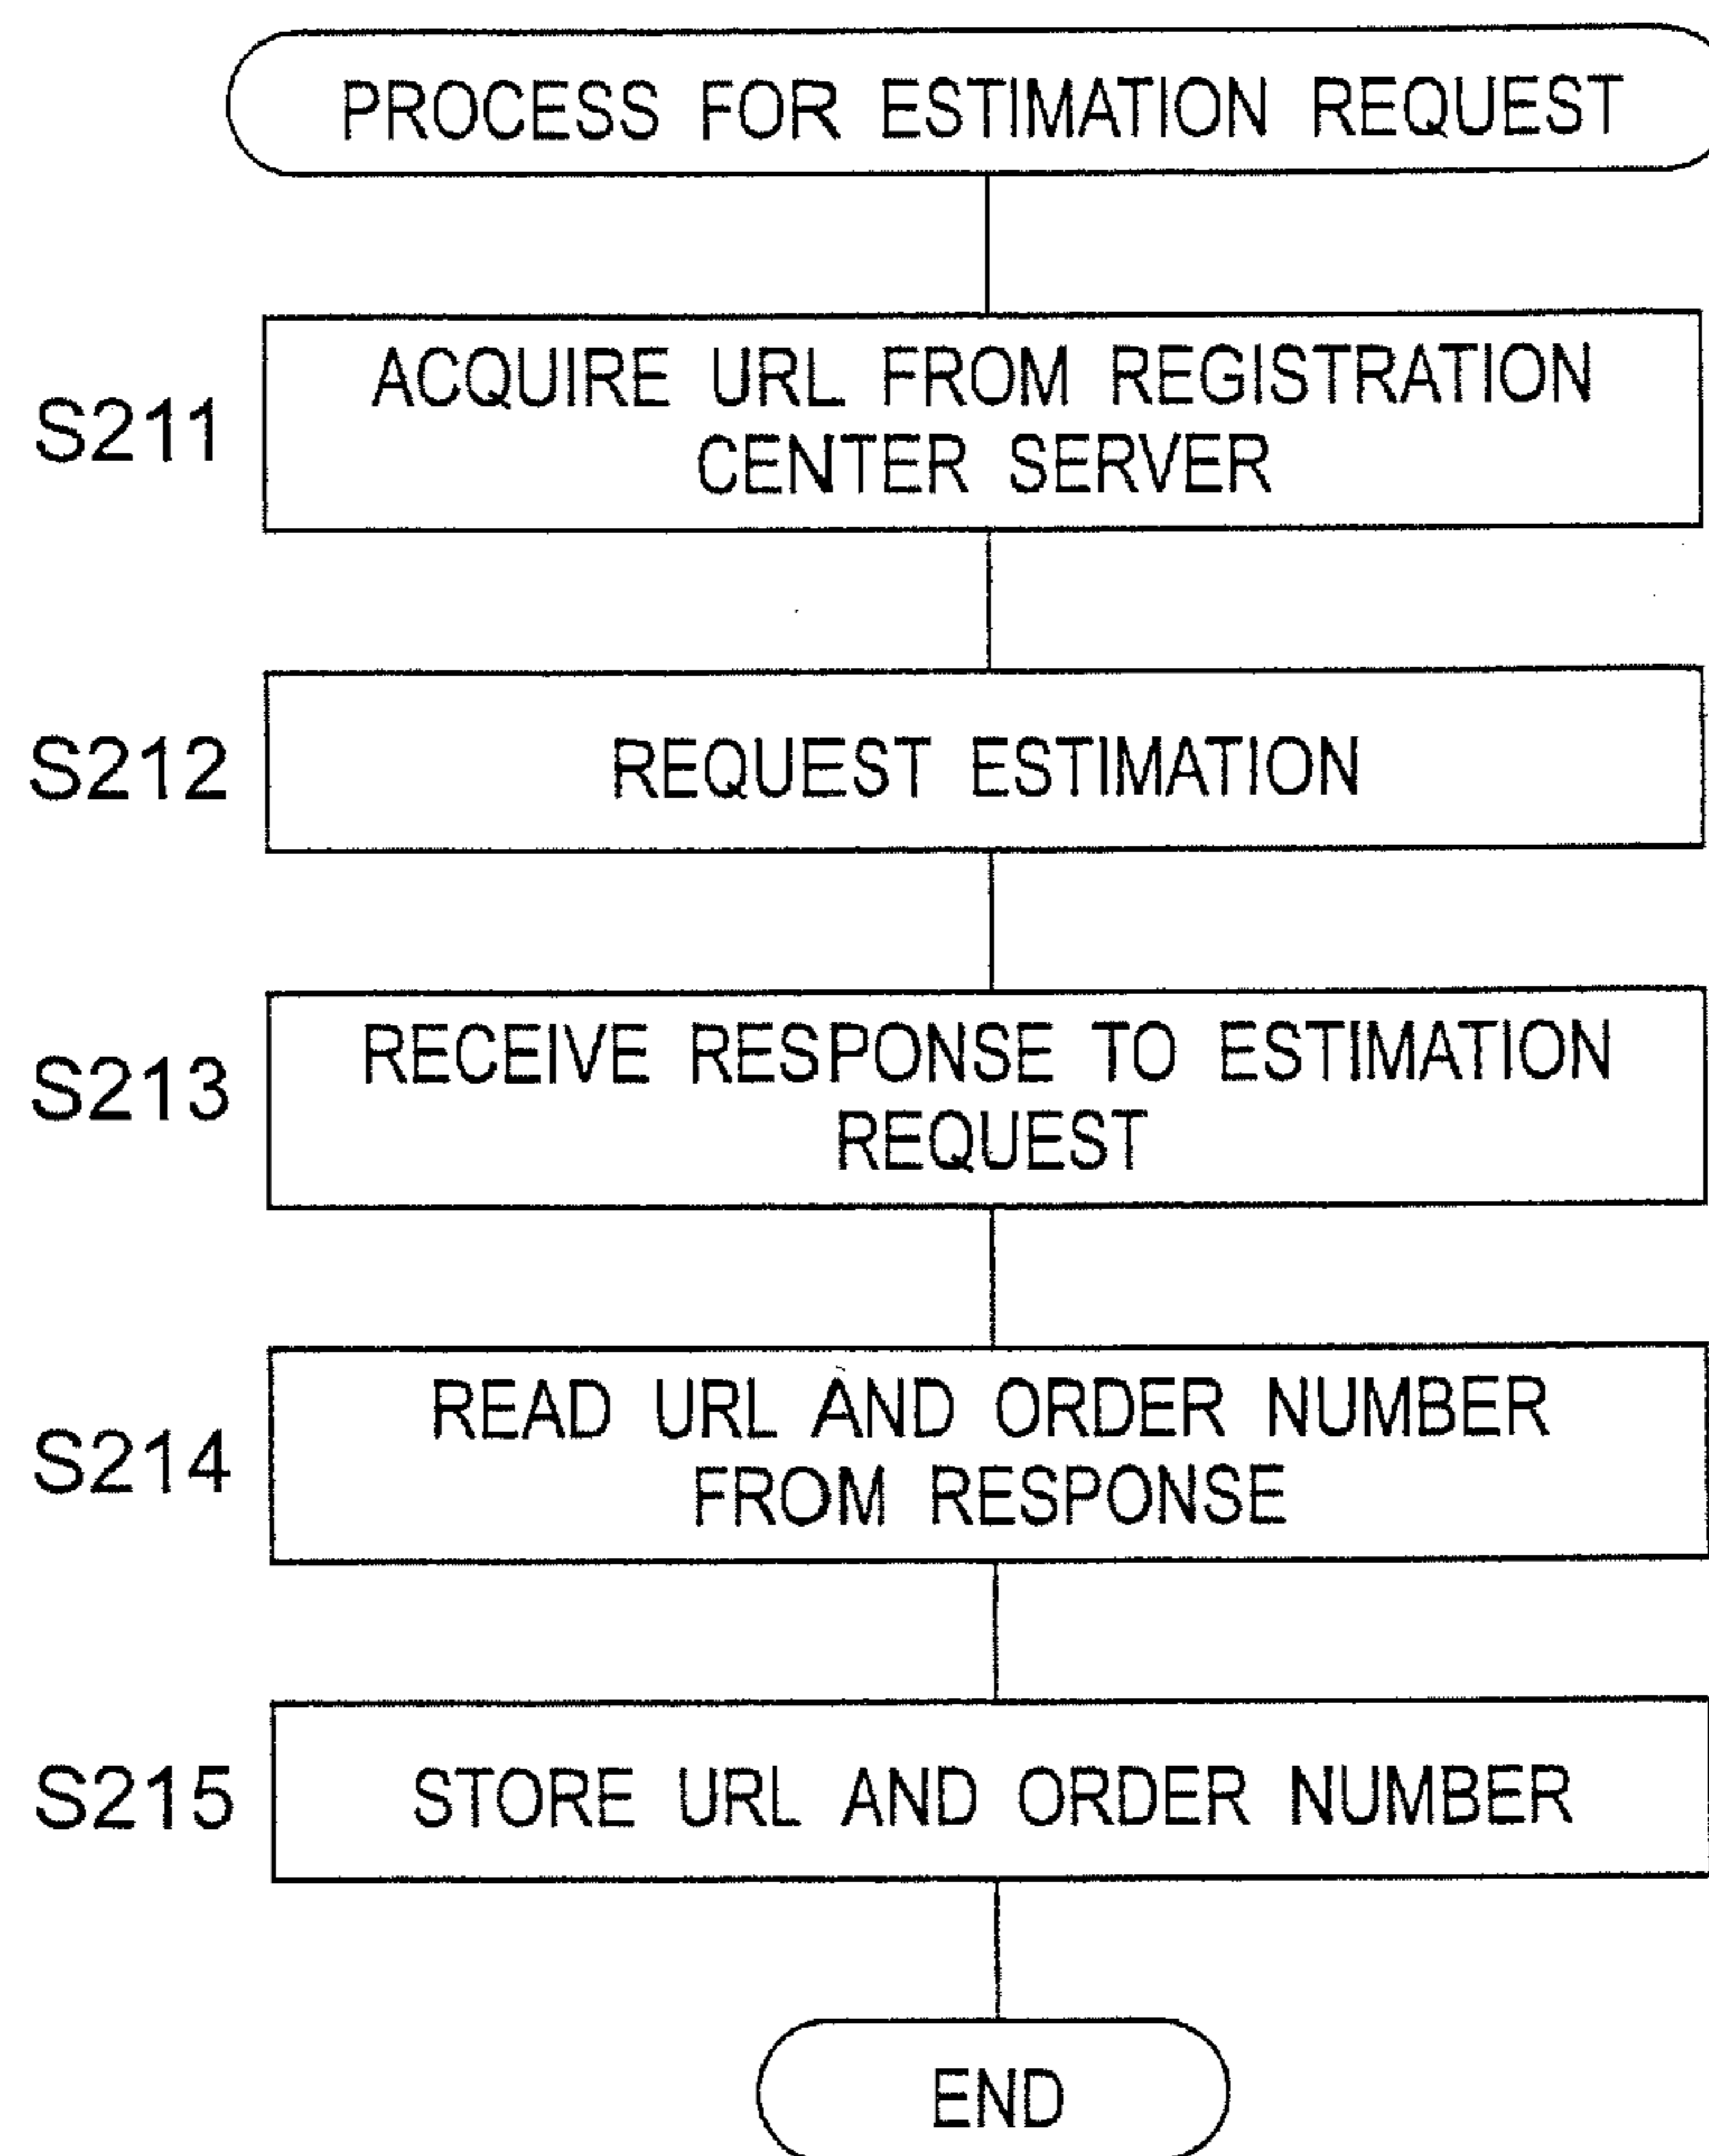 PROCESS FOR ESTIMATION REQUEST
S211
ACQUIRE URL FROM REGISTRATION
CENTER SERVER
S212
REQUEST ESTIMATION
S213
RECEIVE RESPONSE TO ESTIMATION
REQUEST
S214
READ URL AND ORDER NUMBER
FROM RESPONSE
S215
STORE URL AND ORDER NUMBER
END